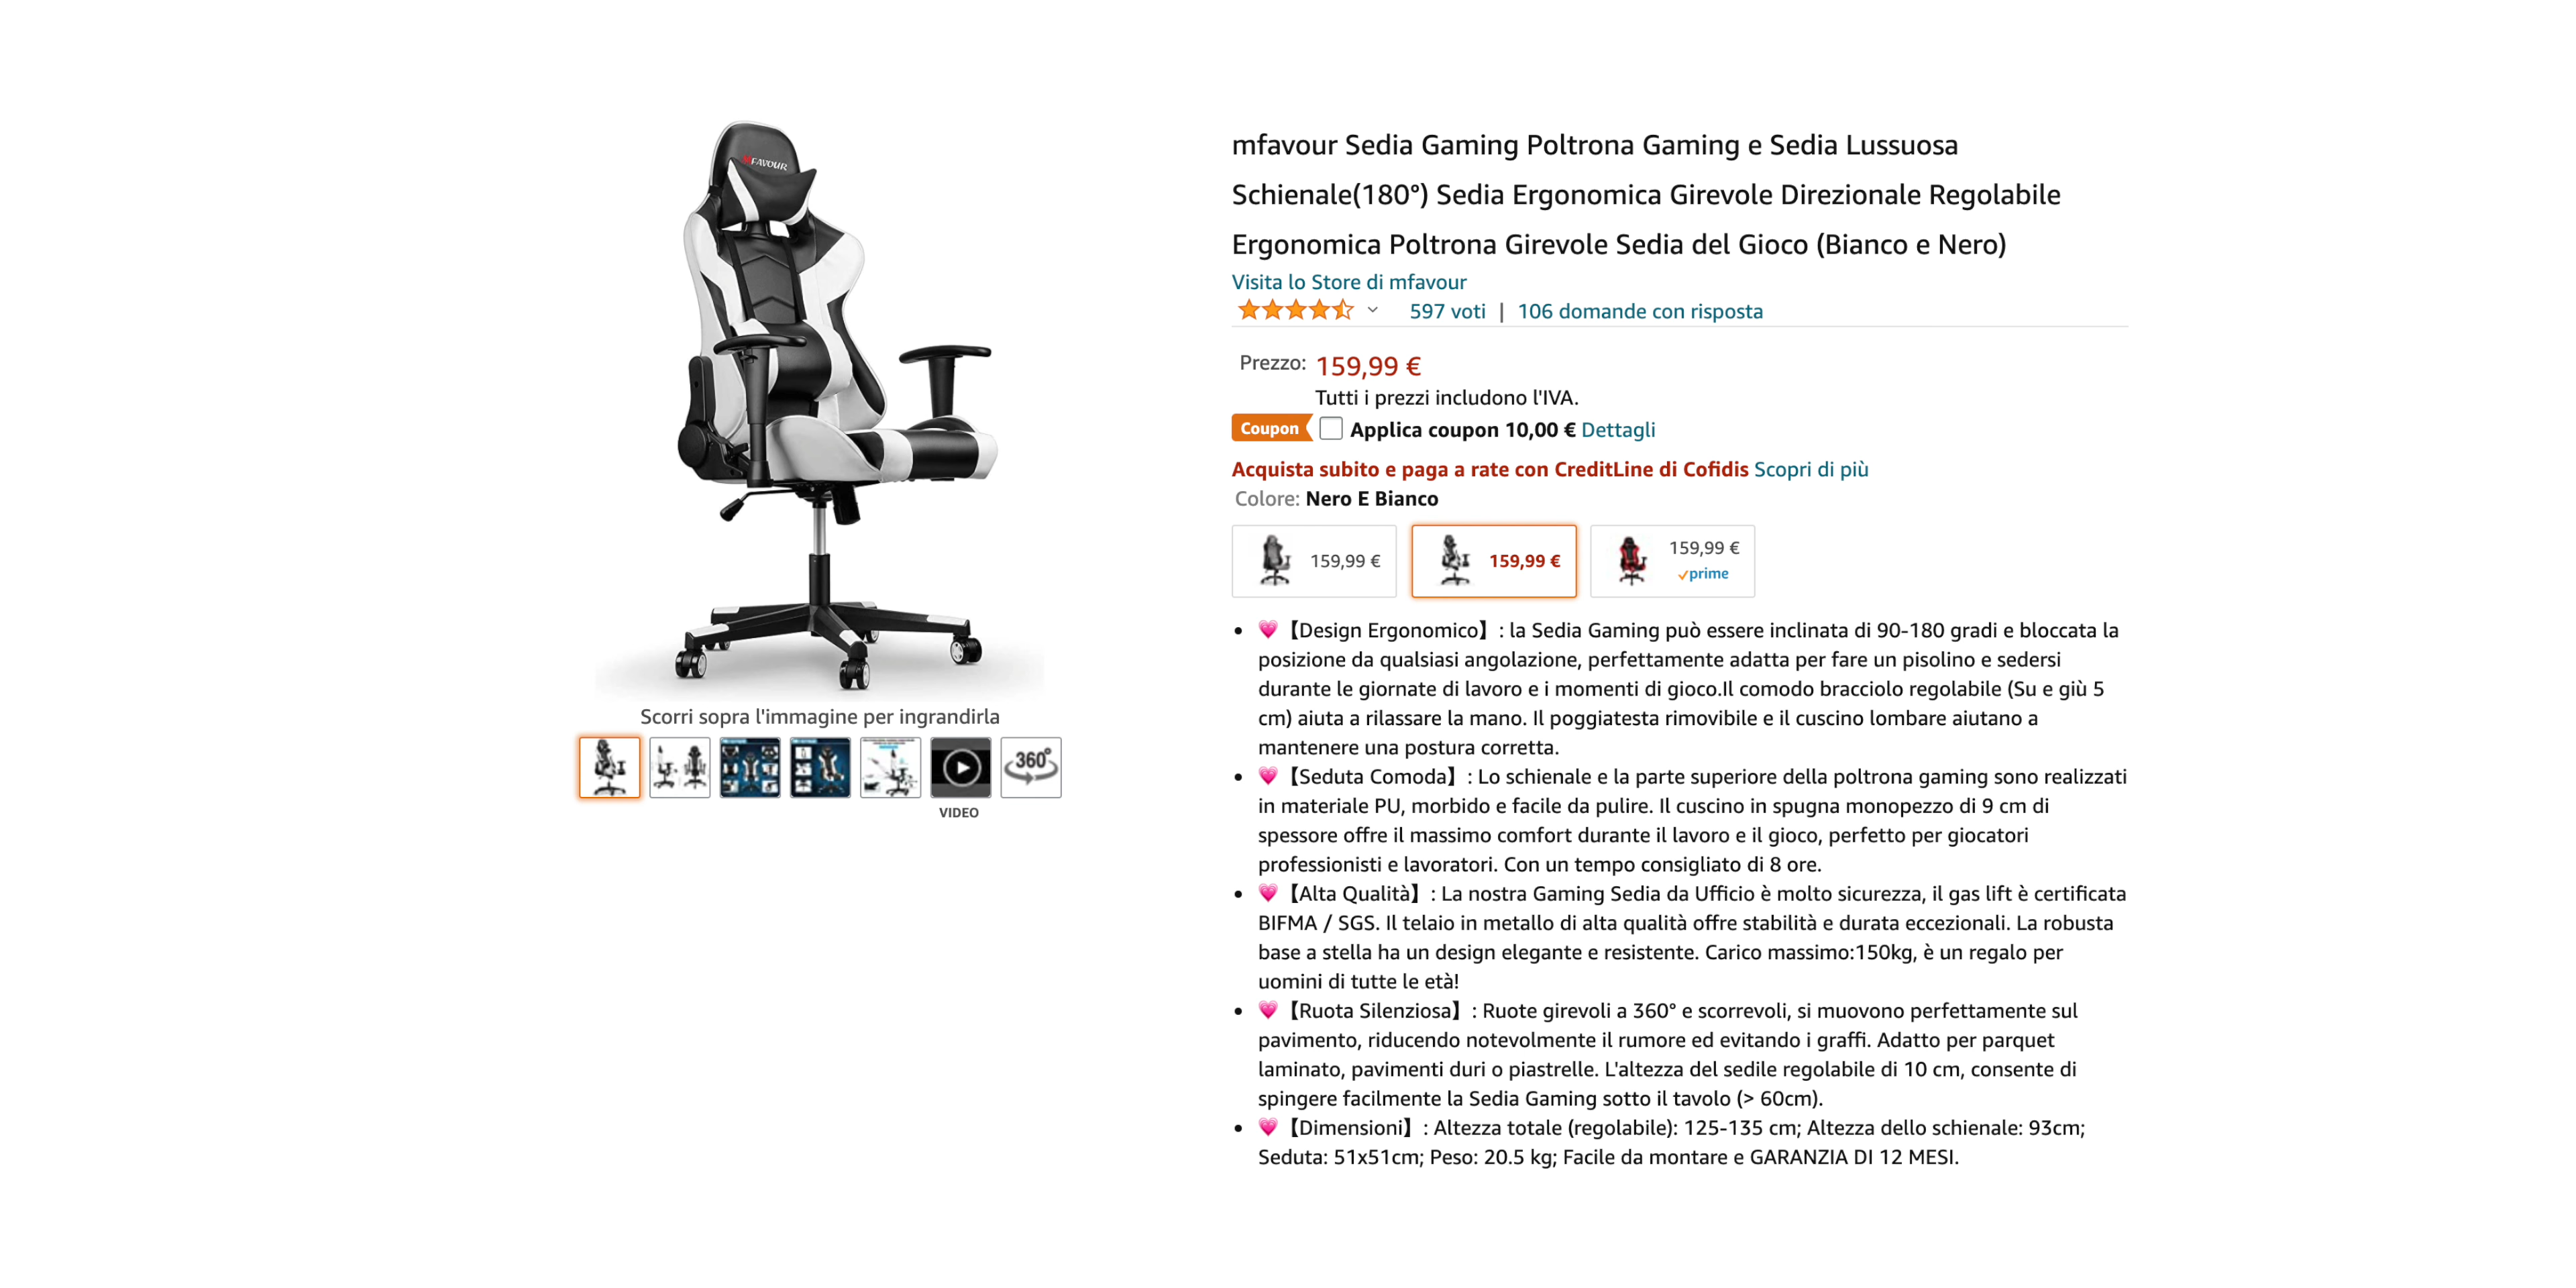 FAVOUR
Scorri sopra l'immagine per ingrandirla
360°
VIDEO
mfavour Sedia Gaming Poltrona Gaming e Sedia Lussuosa
Schienale(180°) Sedia Ergonomica Girevole Direzionale Regolabile
Ergonomica Poltrona Girevole Sedia del Gioco (Bianco e Nero)
Visita lo Store di mfavour
597 voti | 106 domande con risposta
Prezzo: 159,99 €
Tutti i prezzi includono l'IVA.
Coupon Applica coupon 10,00 € Dettagli
Acquista subito e paga a rate con CreditLine di Cofidis Scopri di più
Colore: Nero E Bianco
159,99 €
159,99 €
159,99 €
prime
• 💗【Design Ergonomico】: la Sedia Gaming può essere inclinata di 90-180 gradi e bloccata la
posizione da qualsiasi angolazione, perfettamente adatta per fare un pisolino e sedersi
durante le giornate di lavoro e i momenti di gioco.Il comodo bracciolo regolabile (Su e giù 5
cm) aiuta a rilassare la mano. Il poggiatesta rimovibile e il cuscino lombare aiutano a
mantenere una postura corretta.
• 💗【Seduta Comoda】: Lo schienale e la parte superiore della poltrona gaming sono realizzati
in materiale PU, morbido e facile da pulire. Il cuscino in spugna monopezzo di 9 cm di
spessore offre il massimo comfort durante il lavoro e il gioco, perfetto per giocatori
professionisti e lavoratori. Con un tempo consigliato di 8 ore.
• 💗【Alta Qualità】: La nostra Gaming Sedia da Ufficio è molto sicurezza, il gas lift è certificata
BIFMA / SGS. Il telaio in metallo di alta qualità offre stabilità e durata eccezionali. La robusta
base a stella ha un design elegante e resistente. Carico massimo:150kg, è un regalo per
uomini di tutte le età!
• 💗【Ruota Silenziosa】: Ruote girevoli a 360° e scorrevoli, si muovono perfettamente sul
pavimento, riducendo notevolmente il rumore ed evitando i graffi. Adatto per parquet
laminato, pavimenti duri o piastrelle. L'altezza del sedile regolabile di 10 cm, consente di
spingere facilmente la Sedia Gaming sotto il tavolo (> 60cm).
• 💗【Dimensioni】: Altezza totale (regolabile): 125-135 cm; Altezza dello schienale: 93cm;
Seduta: 51x51cm; Peso: 20.5 kg; Facile da montare e GARANZIA DI 12 MESI.